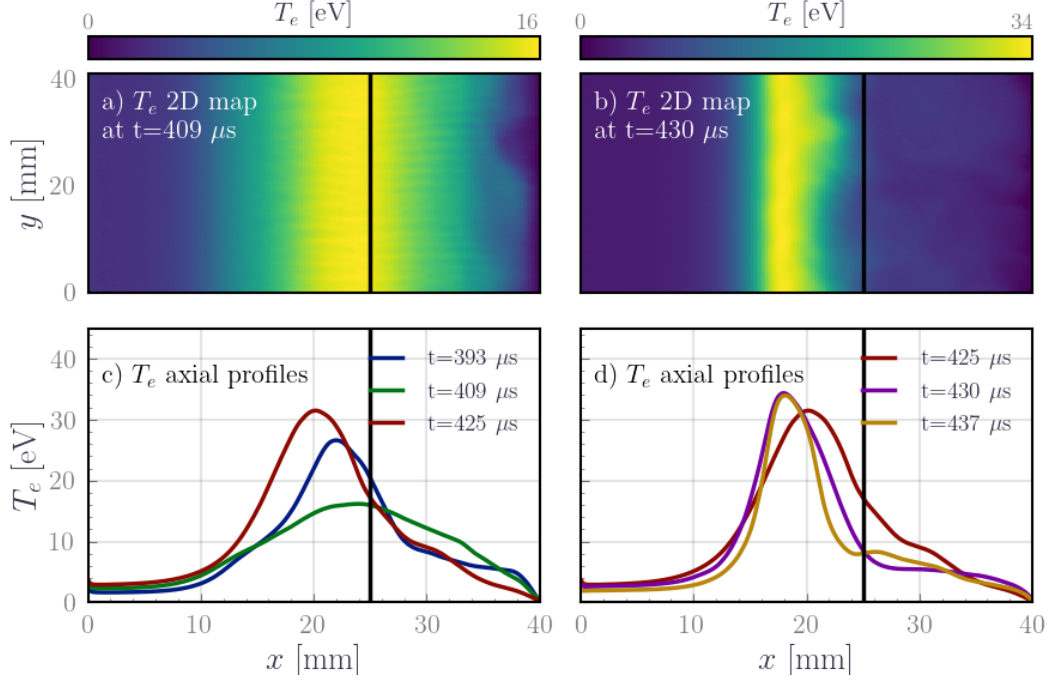 T_e [eV]
0 16
a) T_e 2D map
at t=409 μs
y [mm]
40
20
0
T_e [eV]
0 34
b) T_e 2D map
at t=430 μs
c) T_e axial profiles
t=393 μs
t=409 μs
t=425 μs
T_e [eV]
40
30
20
10
0
0 10 20 30 40
x [mm]
d) T_e axial profiles
t=425 μs
t=430 μs
t=437 μs
0 10 20 30 40
x [mm]